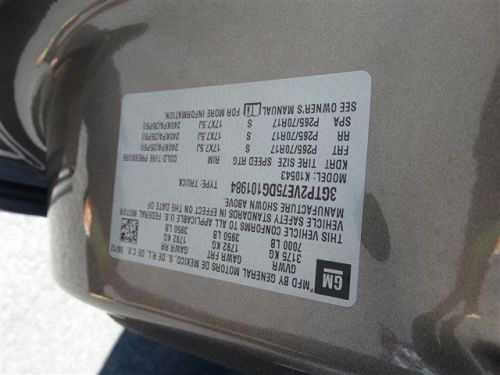 GM
*MFD BY GENERAL MOTORS DE MEXICO, S. DE R.L. DE C.V. 06/12
GVWR GAWR FRT GAWR RR
3175 KG 1792 KG 1792 KG
7000 LB 3950 LB 3950 LB
THIS VEHICLE CONFORMS TO ALL APPLICABLE U.S. FEDERAL MOTOR
VEHICLE SAFETY STANDARDS IN EFFECT ON THE DATE OF
MANUFACTURE SHOWN ABOVE.
3GTP2VE75DG101984 TYPE: TRUCK
MODEL: K10543
TIRE SIZE SPEED RTG RIM COLD TIRE PRESSURE
FRT P265/70R17 S 17X7.5J 240KPA(35PSI)
RR P265/70R17 S 17X7.5J 240KPA(35PSI)
SPA P265/70R17 S 17X7.5J 240KPA(35PSI)
SEE OWNER'S MANUAL FOR MORE INFORMATION.